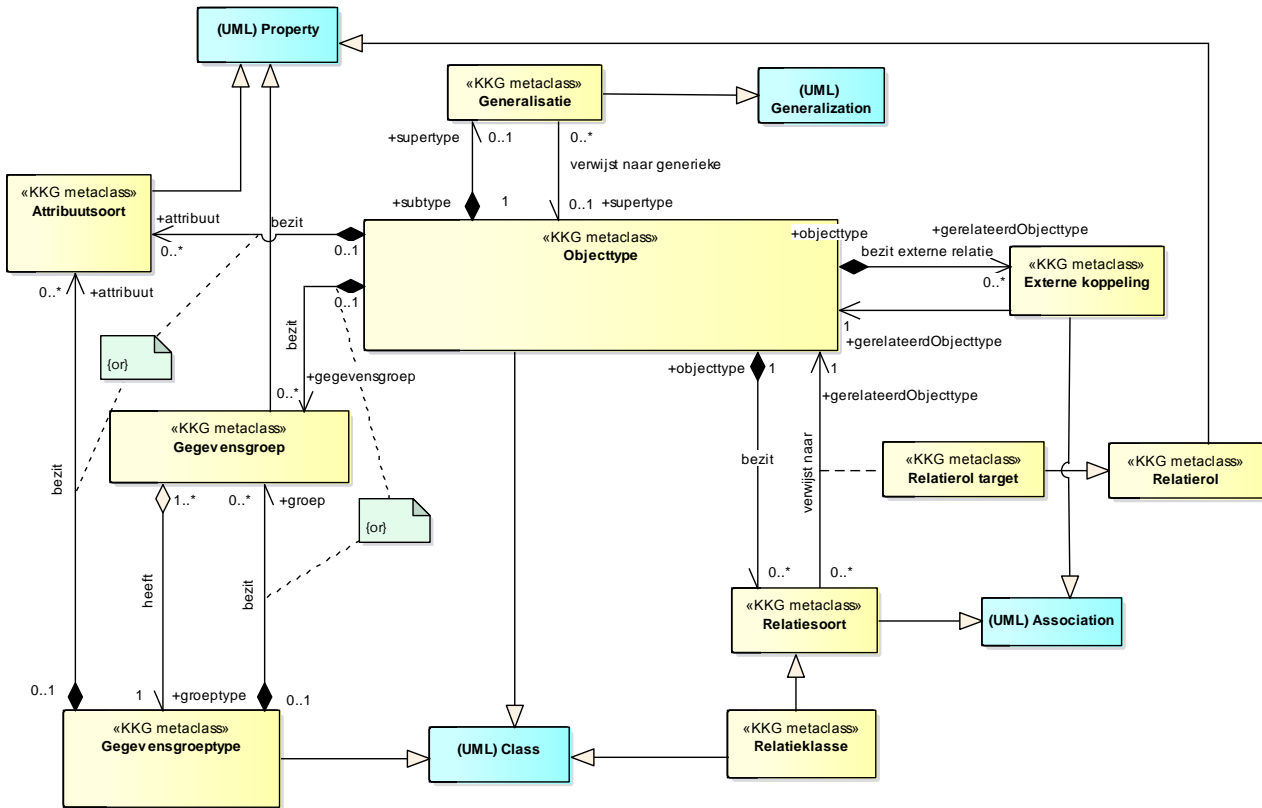 (UML) Property
«KKG metaclass»
Generalisatie
(UML)
Generalization
+supertype
0..1
0..*
verwijst naar generieke
«KKG metaclass»
Attribuutsoort
+subtype
1
0..1
+supertype
+attribuut
0..*
bezit
0..1
«KKG metaclass»
Objecttype
+objecttype
+gerelateerdObjecttype
bezit externe relatie
0..*
«KKG metaclass»
Externe koppeling
0..*
+attribuut
0..1
bezit
1
+gerelateerdObjecttype
{or}
+gegevensgroep
0..*
+objecttype
1
1
+gerelateerdObjecttype
«KKG metaclass»
Gegevensgroep
bezit
verwijst naar
«KKG metaclass»
Relatierol target
«KKG metaclass»
Relatierol
bezit
1..*
0..*
+groep
{or}
heeft
bezit
0..*
0..*
«KKG metaclass»
Relatiesoort
(UML) Association
0..1
1
+groeptype
0..1
«KKG metaclass»
Gegevensgroeptype
(UML) Class
«KKG metaclass»
Relatieklasse